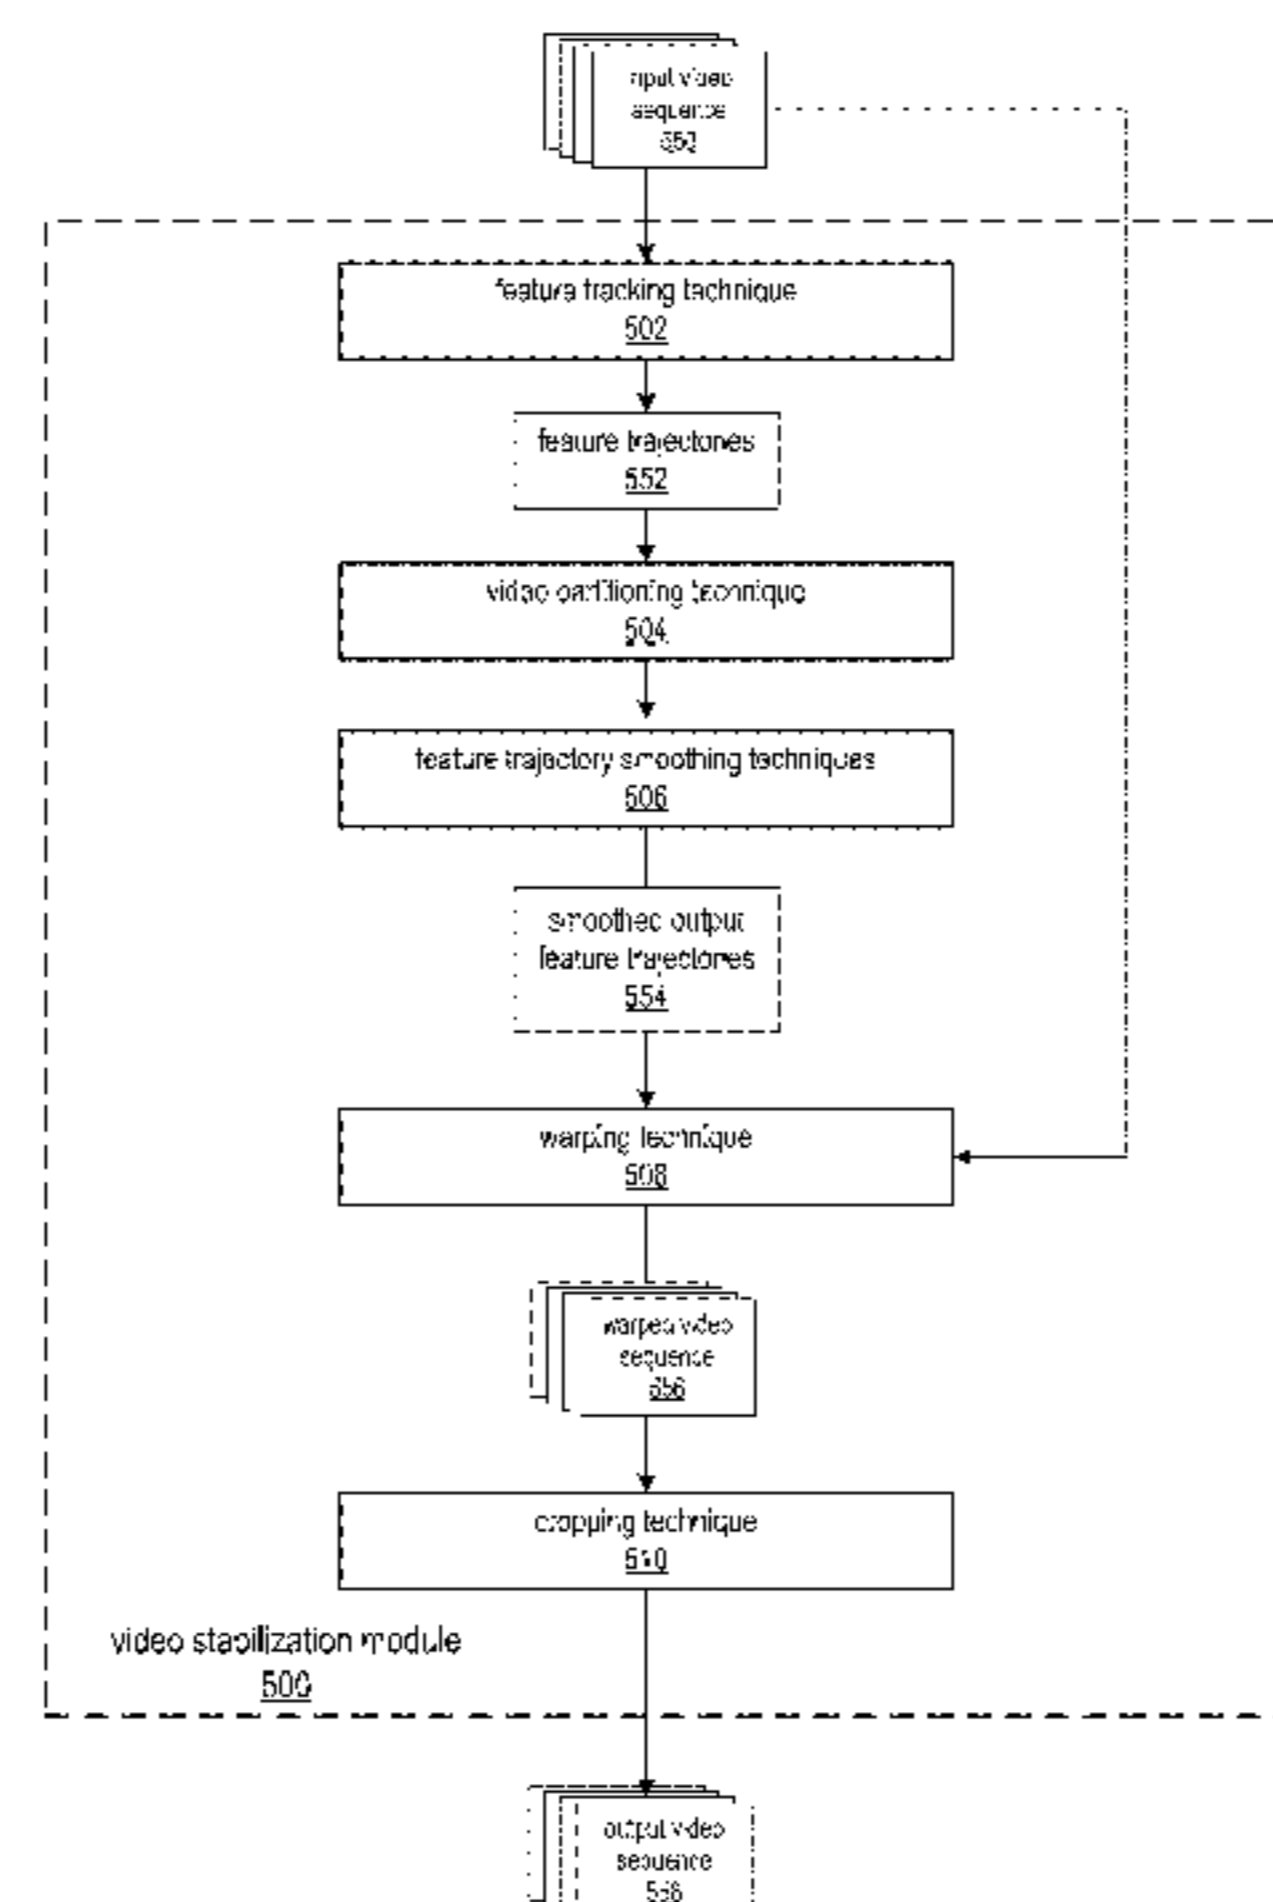 input video
sequence
550
feature tracking technique
502
feature trajectories
552
video partitioning technique
504
feature trajectory smoothing techniques
506
smoothed output
feature trajectories
554
warping technique
508
warped video
sequence
556
cropping technique
510
video stabilization module
500
output video
sequence
558